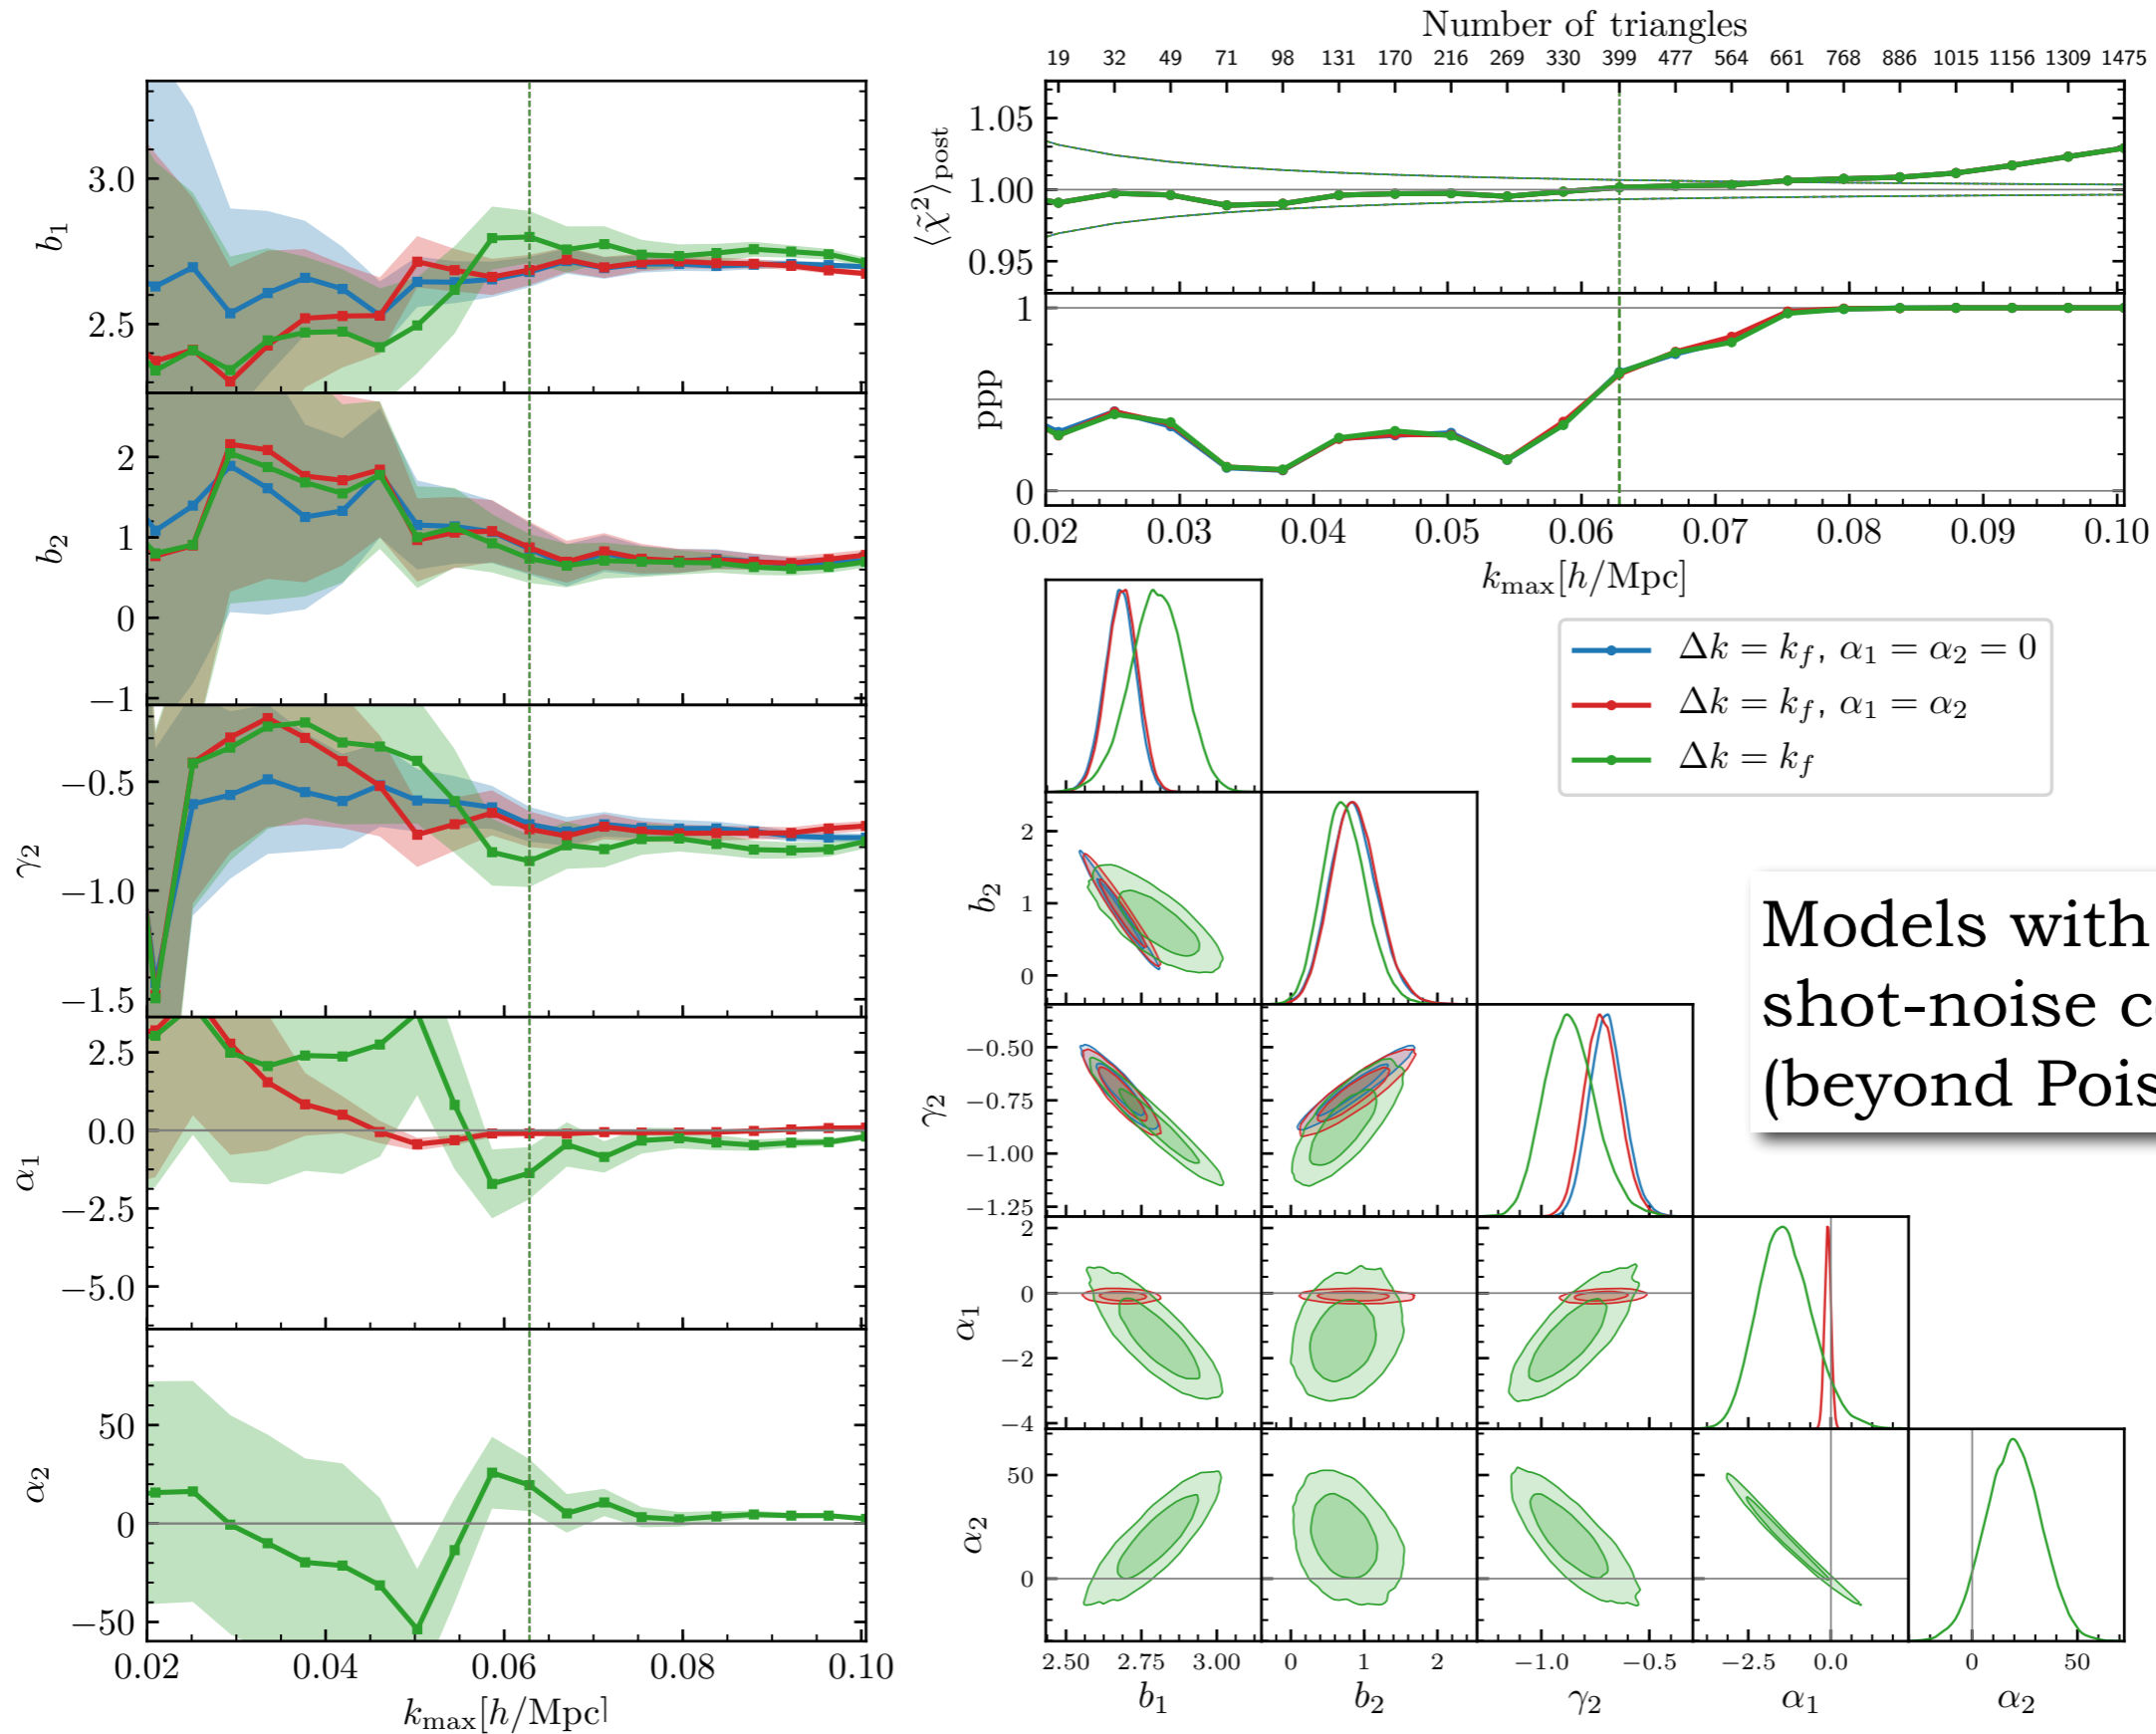 Number of triangles
19 32 49 71 98 131 170 216 269 330 399 477 564 661 768 886 1015 1156 1309 1475
b₁
3.0
2.5
b₂
2
1
0
−1
γ₂
−0.5
−1.0
−1.5
α₁
2.5
0.0
−2.5
−5.0
α₂
50
0
−50
0.02 0.04 0.06 0.08 0.10
k_max[h/Mpc]
⟨χ̃²⟩post
1.05
1.00
0.95
ppp
1
0
0.02 0.03 0.04 0.05 0.06 0.07 0.08 0.09 0.10
k_max[h/Mpc]
Δk = k_f, α₁ = α₂ = 0
Δk = k_f, α₁ = α₂
Δk = k_f
Models with
shot-noise c
(beyond Pois
b₂
2
1
0
γ₂
−0.50
−0.75
−1.00
−1.25
α₁
2
0
−2
−4
α₂
50
0
2.50 2.75 3.00
0 1 2
−1.0 −0.5
−2.5 0.0
0 50
b₁ b₂ γ₂ α₁ α₂